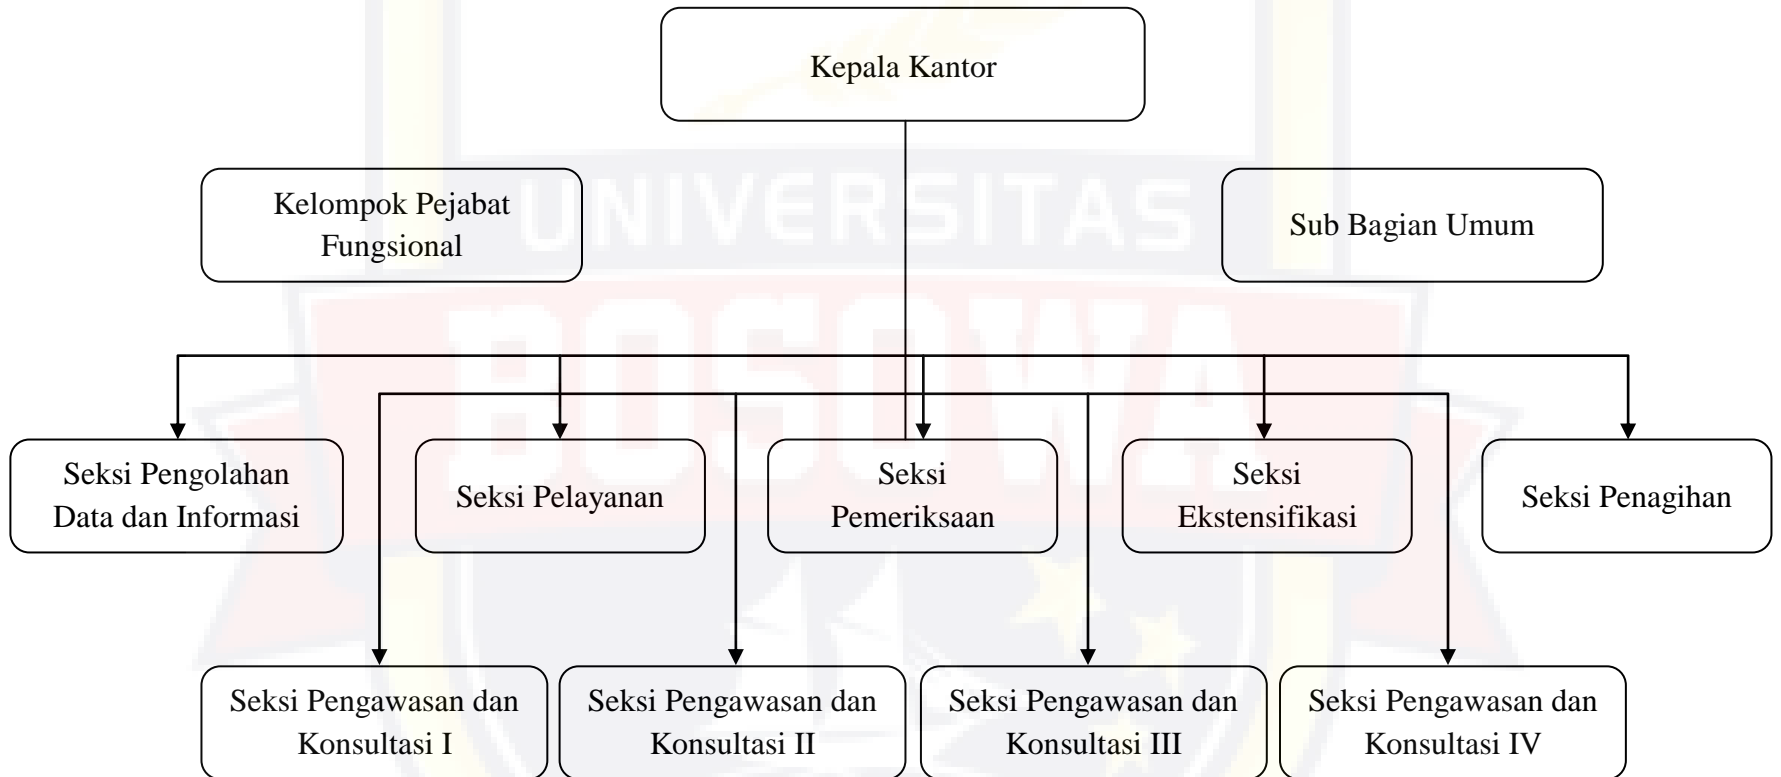 Kepala Kantor
UNIVERSITAS
Kelompok Pejabat
Fungsional
Sub Bagian Umum
BOSOWA
Seksi Pengolahan
Data dan Informasi
Seksi Pelayanan
Seksi
Pemeriksaan
Seksi
Ekstensifikasi
Seksi Penagihan
Seksi Pengawasan dan
Konsultasi I
Seksi Pengawasan dan
Konsultasi II
Seksi Pengawasan dan
Konsultasi III
Seksi Pengawasan dan
Konsultasi IV